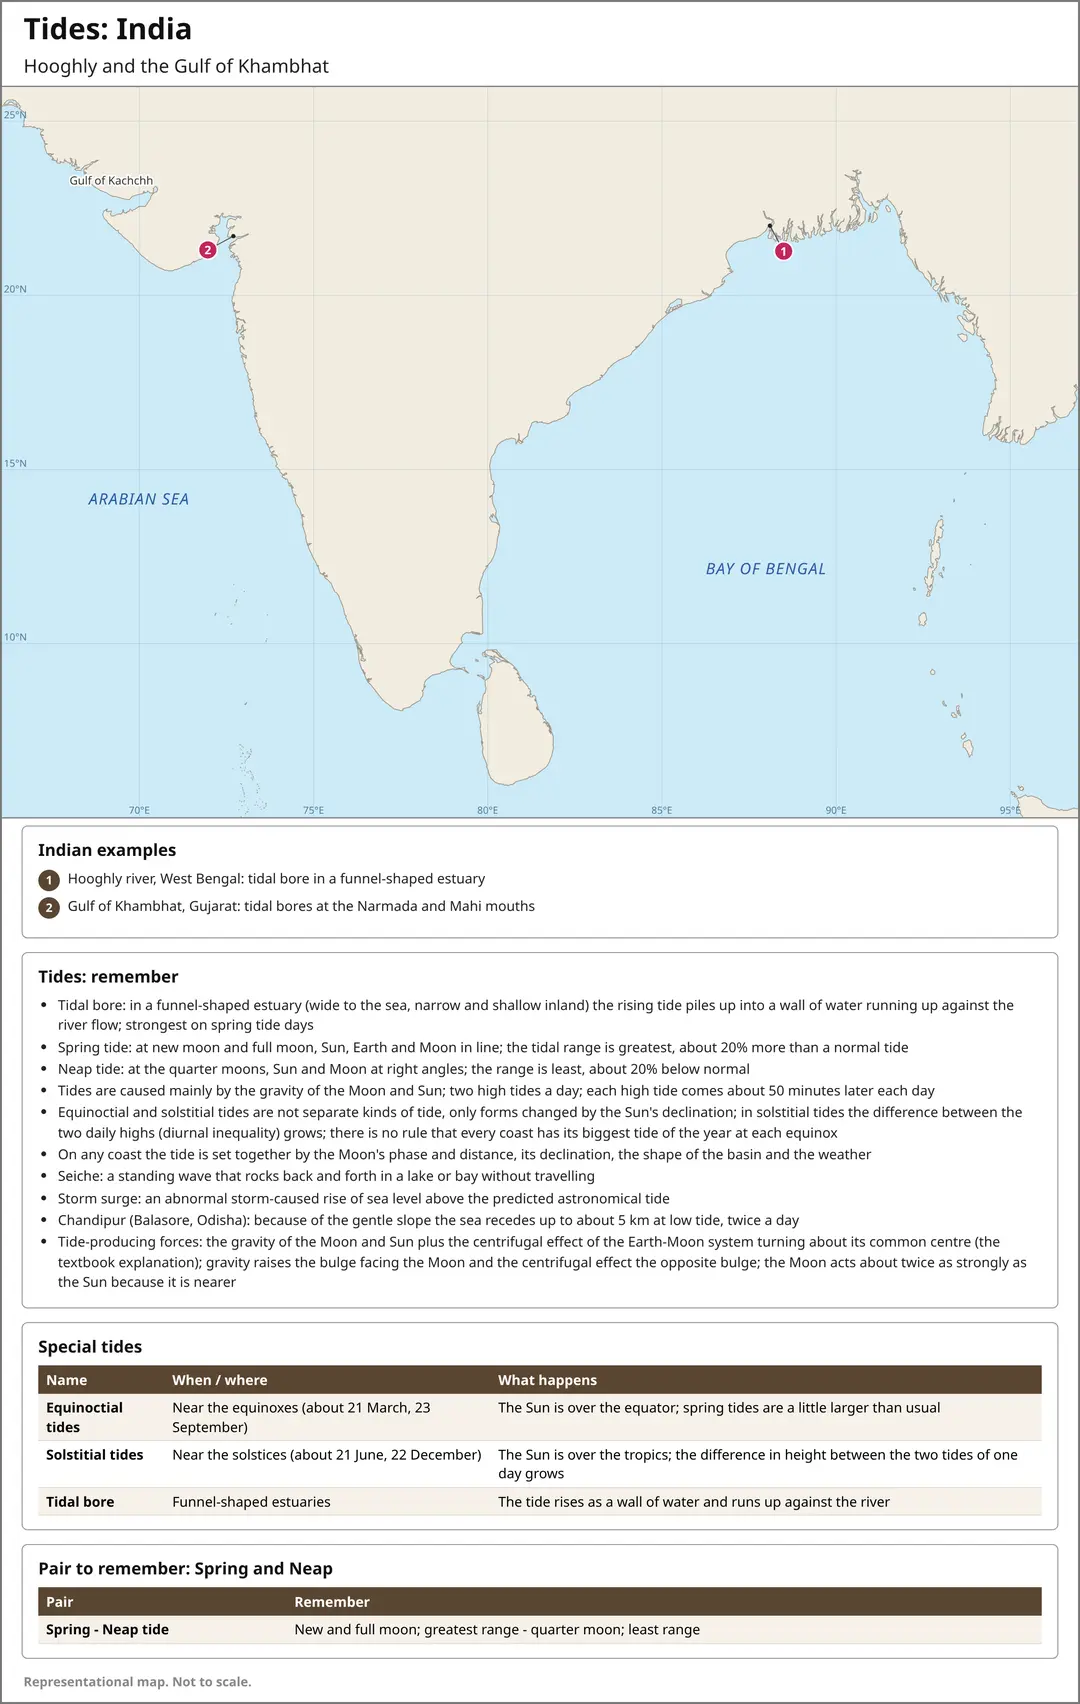 Tides: India
Hooghly and the Gulf of Khambhat
25°N
Gulf of Kachchh
2
1
20°N
15°N
ARABIAN SEA
BAY OF BENGAL
10°N
70°E
75°E
80°E
85°E
90°E
95°E
Indian examples
1 Hooghly river, West Bengal: tidal bore in a funnel-shaped estuary
2 Gulf of Khambhat, Gujarat: tidal bores at the Narmada and Mahi mouths
Tides: remember
• Tidal bore: in a funnel-shaped estuary (wide to the sea, narrow and shallow inland) the rising tide piles up into a wall of water running up against the
river flow; strongest on spring tide days
• Spring tide: at new moon and full moon, Sun, Earth and Moon in line; the tidal range is greatest, about 20% more than a normal tide
• Neap tide: at the quarter moons, Sun and Moon at right angles; the range is least, about 20% below normal
• Tides are caused mainly by the gravity of the Moon and Sun; two high tides a day; each high tide comes about 50 minutes later each day
• Equinoctial and solstitial tides are not separate kinds of tide, only forms changed by the Sun's declination; in solstitial tides the difference between the
two daily highs (diurnal inequality) grows; there is no rule that every coast has its biggest tide of the year at each equinox
• On any coast the tide is set together by the Moon's phase and distance, its declination, the shape of the basin and the weather
• Seiche: a standing wave that rocks back and forth in a lake or bay without travelling
• Storm surge: an abnormal storm-caused rise of sea level above the predicted astronomical tide
• Chandipur (Balasore, Odisha): because of the gentle slope the sea recedes up to about 5 km at low tide, twice a day
• Tide-producing forces: the gravity of the Moon and Sun plus the centrifugal effect of the Earth-Moon system turning about its common centre (the
textbook explanation); gravity raises the bulge facing the Moon and the centrifugal effect the opposite bulge; the Moon acts about twice as strongly as
the Sun because it is nearer
Special tides
Name When / where What happens
Equinoctial Near the equinoxes (about 21 March, 23 The Sun is over the equator; spring tides are a little larger than usual
tides September)
Solstitial tides Near the solstices (about 21 June, 22 December) The Sun is over the tropics; the difference in height between the two tides of one
day grows
Tidal bore Funnel-shaped estuaries The tide rises as a wall of water and runs up against the river
Pair to remember: Spring and Neap
Pair Remember
Spring - Neap tide New and full moon; greatest range - quarter moon; least range
Representational map. Not to scale.